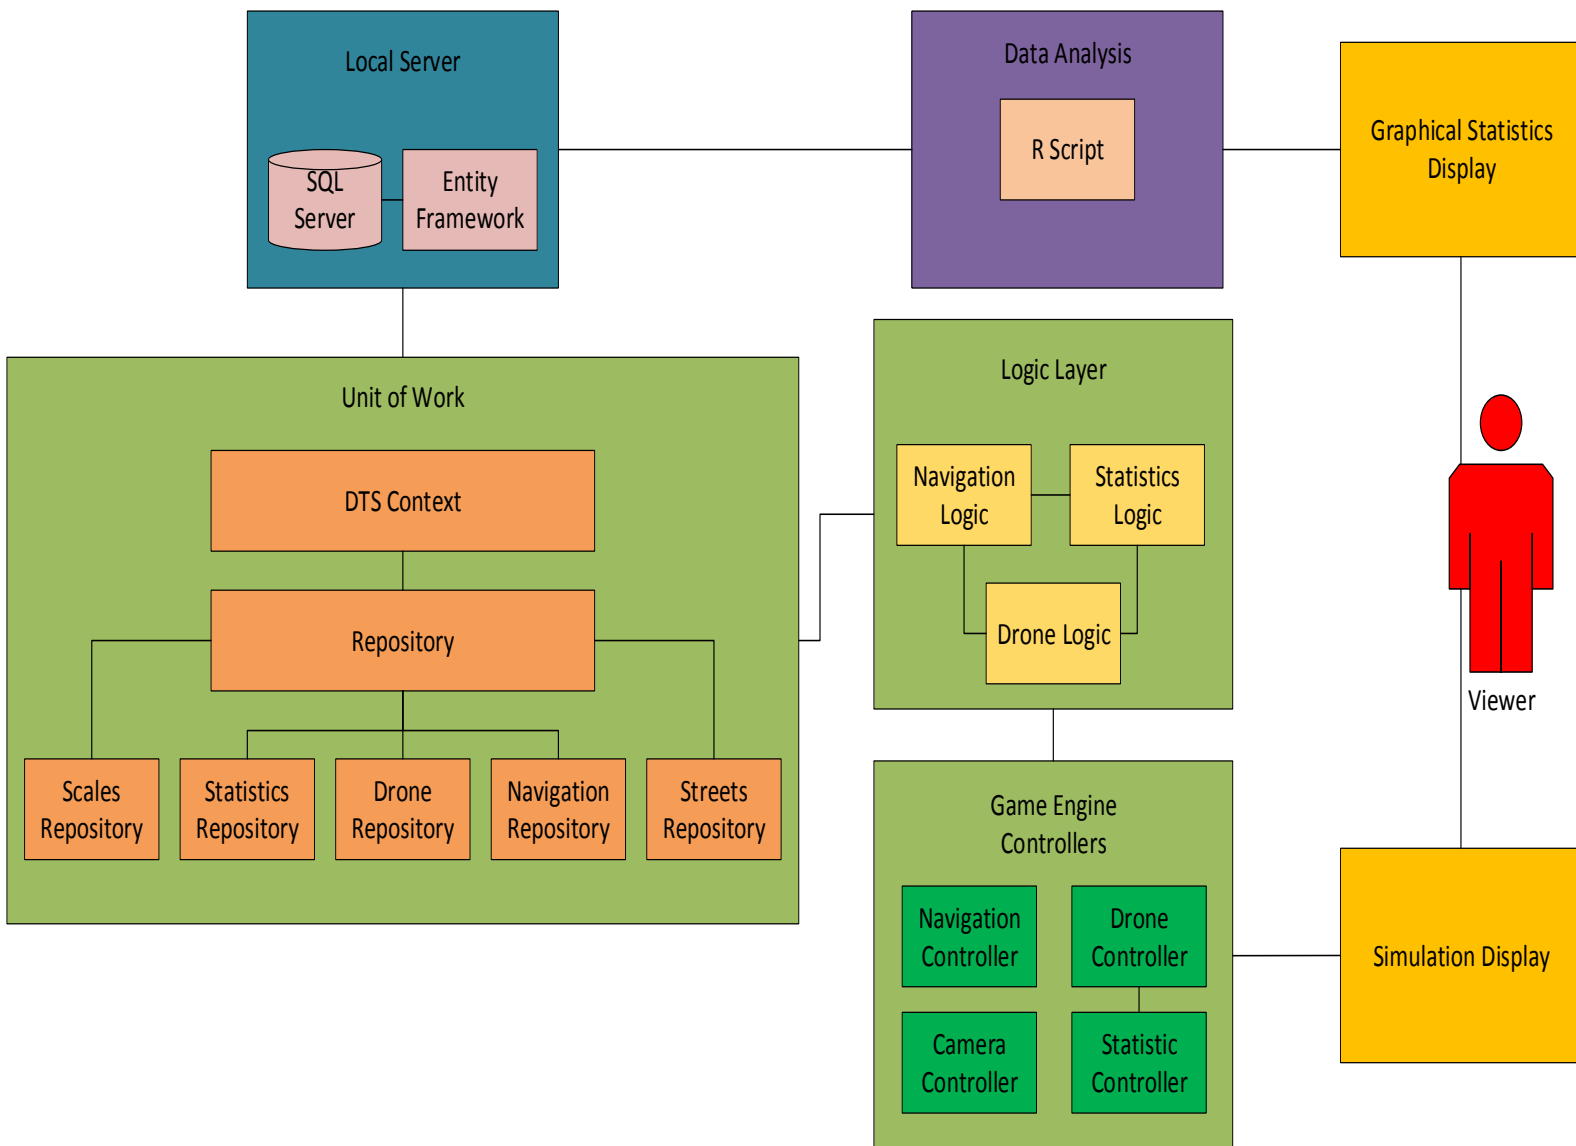 Local Server
SQL
Server
Entity
Framework
Data Analysis
R Script
Graphical Statistics
Display
Unit of Work
DTS Context
Repository
Scales
Repository
Statistics
Repository
Drone
Repository
Navigation
Repository
Streets
Repository
Logic Layer
Navigation
Logic
Statistics
Logic
Drone Logic
Viewer
Game Engine
Controllers
Navigation
Controller
Drone
Controller
Camera
Controller
Statistic
Controller
Simulation Display